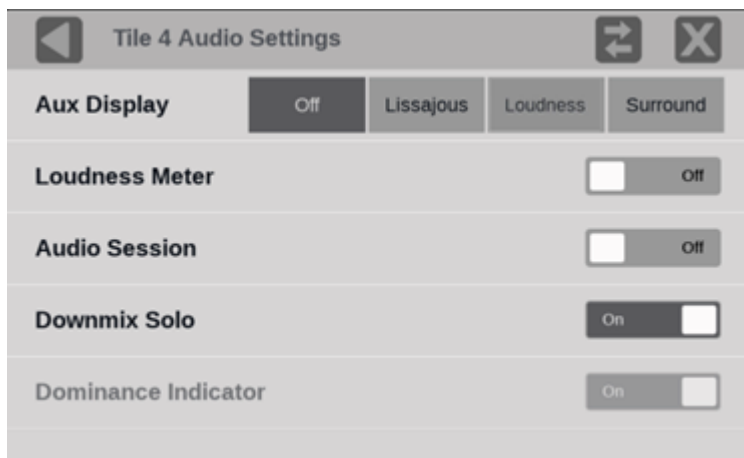 Tile 4 Audio Settings
Aux Display Off Lissajous Loudness Surround
Loudness Meter Off
Audio Session Off
Downmix Solo On
Dominance Indicator On